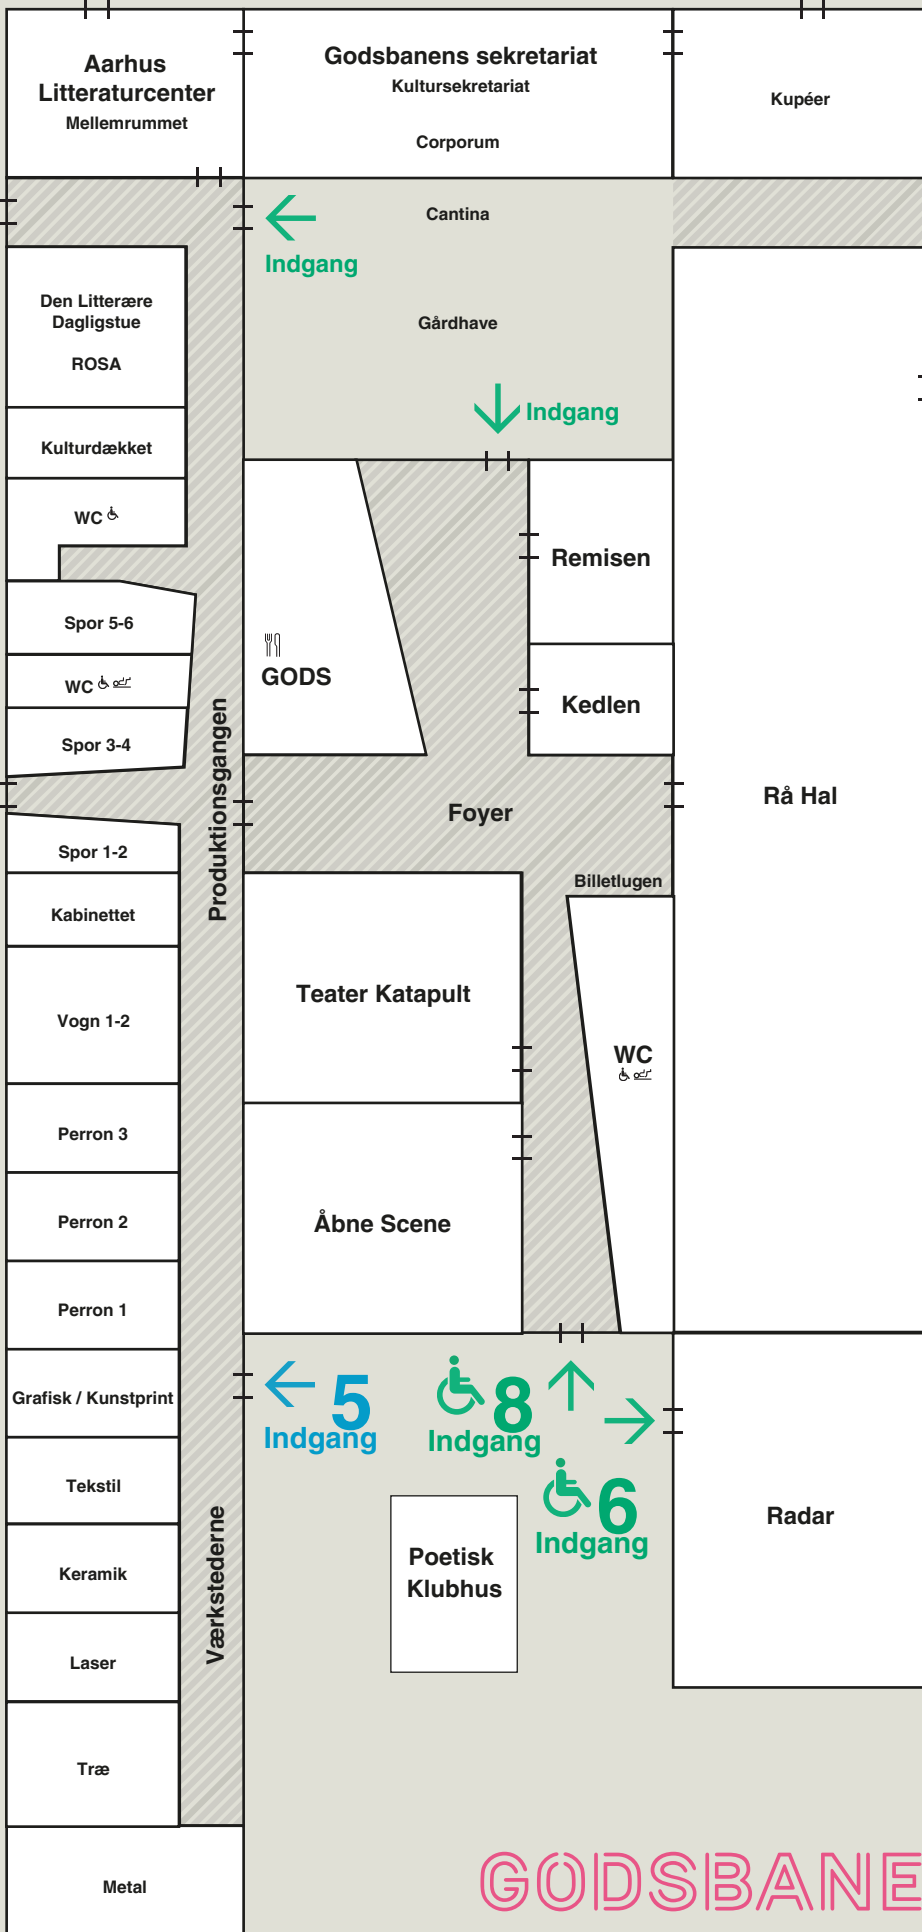 Aarhus
Litteraturcenter
Mellemrummet
Godsbanens sekretariat
Kultursekretariat
Corporum
Kupéer
Cantina
Indgang
Gårdhave
Indgang
Den Litterære
Dagligstue
ROSA
Kulturdækket
WC
Spor 5-6
WC
Spor 3-4
GODS
Remisen
Kedlen
Produktionsgangen
Foyer
Rå Hal
Spor 1-2
Billetlugen
Kabinettet
Teater Katapult
Vogn 1-2
WC
Perron 3
Perron 2
Åbne Scene
Perron 1
Grafisk / Kunstprint
5
Indgang
8
Indgang
6
Indgang
Tekstil
Radar
Poetisk
Klubhus
Keramik
Værkstederne
Laser
Træ
Metal
GODSBANE